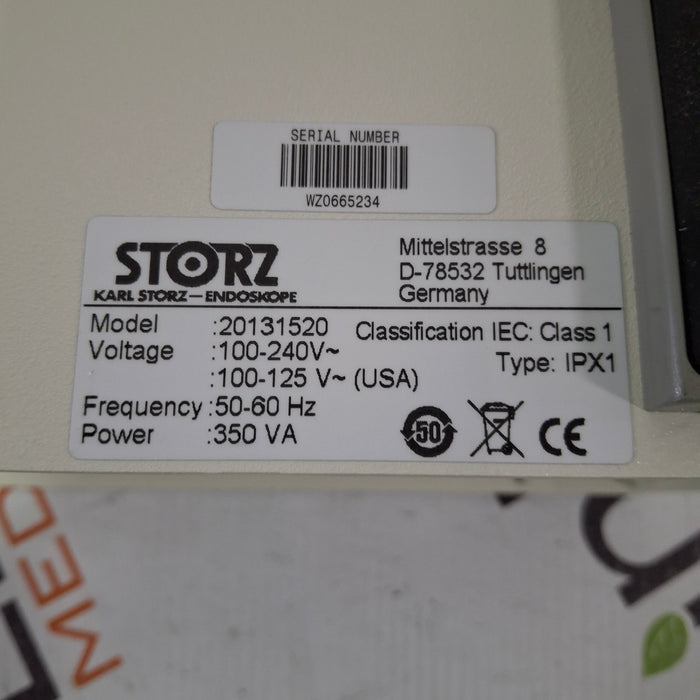 SERIAL NUMBER
WZ0665234
STORZ
KARL STORZ—ENDOSKOPE
Mittelstrasse 8
D-78532 Tuttlingen
Germany
Model :20131520
Voltage :100-240V~
:100-125 V~ (USA)
Frequency :50-60 Hz
Power :350 VA
Classification IEC: Class 1
Type: IPX1
50
CE
MED